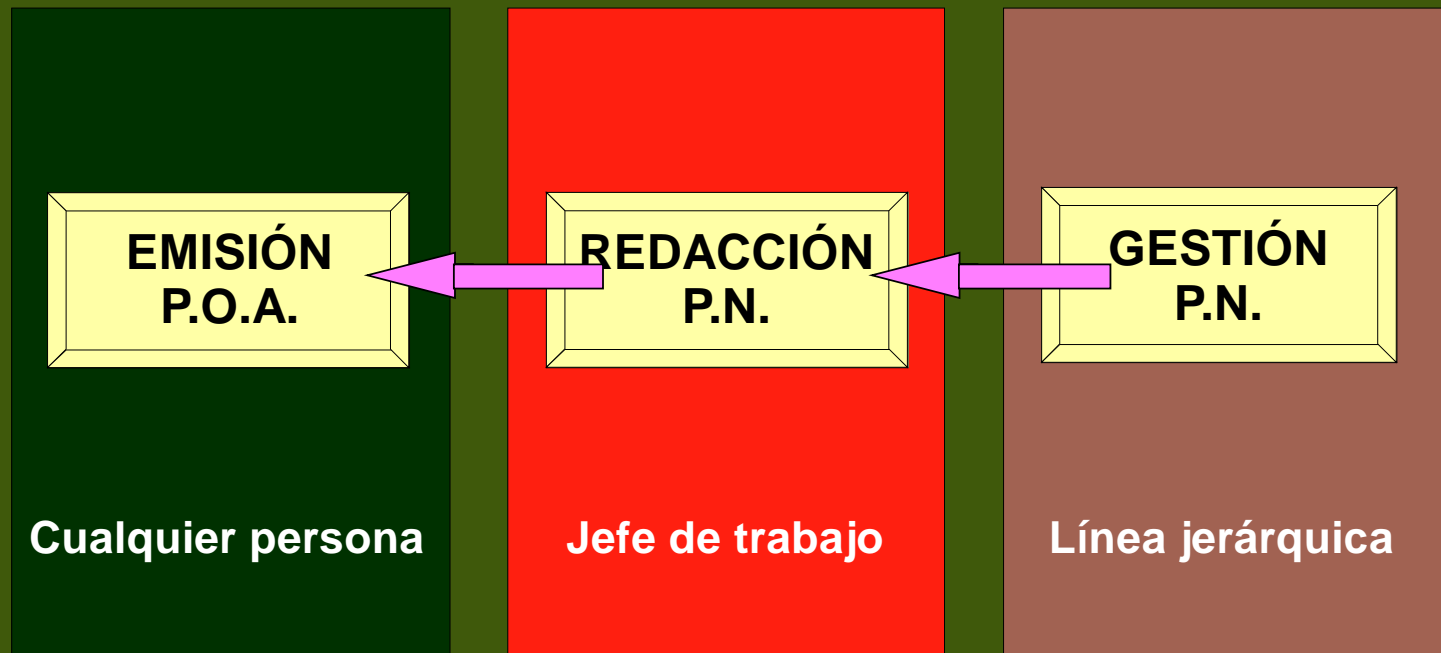 EMISIÓN
P.O.A.
REDACCIÓN
P.N.
GESTIÓN
P.N.
Cualquier persona
Jefe de trabajo
Línea jerárquica